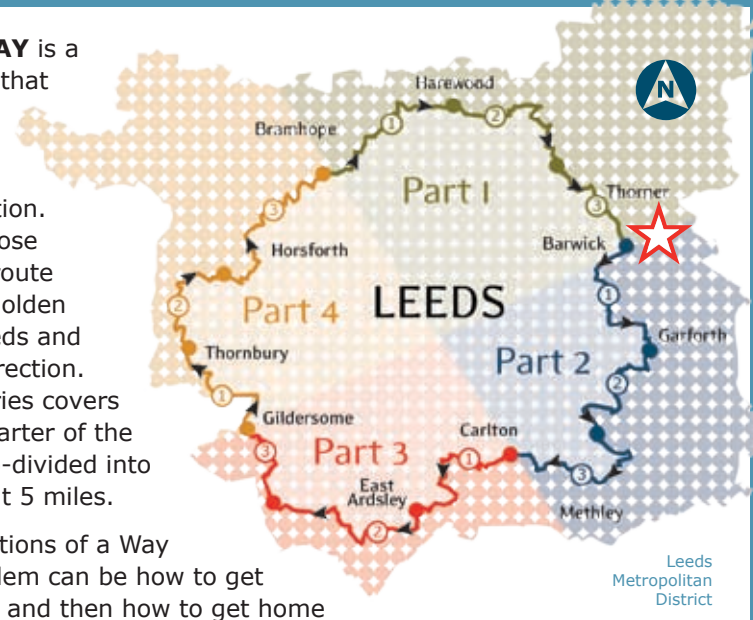 AY is a
that
tion.
ose
route
olden
eds and
rection.
ries covers
arter of the
-divided into
t 5 miles.
tions of a Way
lem can be how to get
and then how to get home
Harewood
N
Bramhope
1
2
Part 1
Thorner
3
3
Barwick
Horsforth
1
2
Part 4
LEEDS
Garforth
Part 2
Thornbury
2
1
Gildersome
Carlton
3
Part 3
1
3
East
Ardsley
Methley
2
Leeds
Metropolitan
District